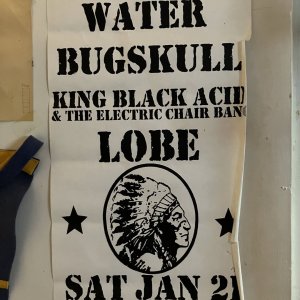 WATER
BUGSKULL
KING BLACK ACID
& THE ELECTRIC CHAIR BAN
LOBE
SAT JAN